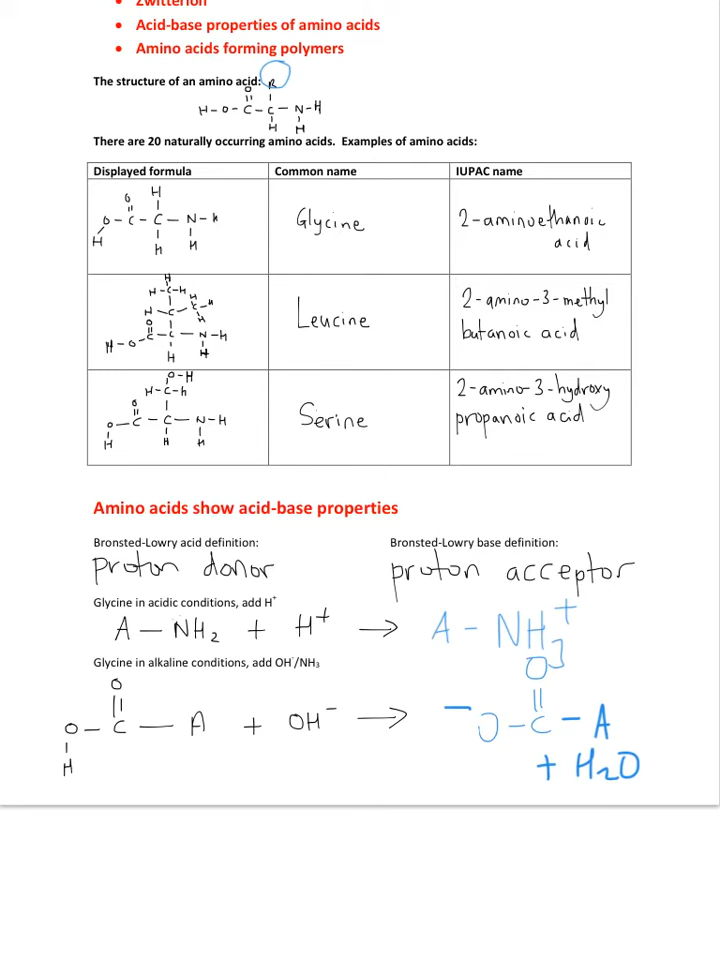 • Zwitterion
• Acid-base properties of amino acids
• Amino acids forming polymers
The structure of an amino acid: R
O
H-O-C-C-N-H
H H
There are 20 naturally occurring amino acids. Examples of amino acids:
Displayed formula Common name IUPAC name
O H
O-C-C-N-H
H H H
Glycine
2-aminoethanoic
acid
H
H-C-H H
H-C-C-H
O H
C-C-N-H
H-O
H H
Leucine
2-amino-3-methyl
butanoic acid
O-H
H-C-H
O
O-C-C-N-H
H H H
Serine
2-amino-3-hydroxy
propanoic acid
Amino acids show acid-base properties
Bronsted-Lowry acid definition: Bronsted-Lowry base definition:
proton donor proton acceptor
Glycine in acidic conditions, add H⁺
A-NH₂ + H⁺ → A-NH₃⁺
Glycine in alkaline conditions, add OH⁻/NH₃
O O
O-C-A + OH⁻ → ⁻O-C-A
H + H₂O